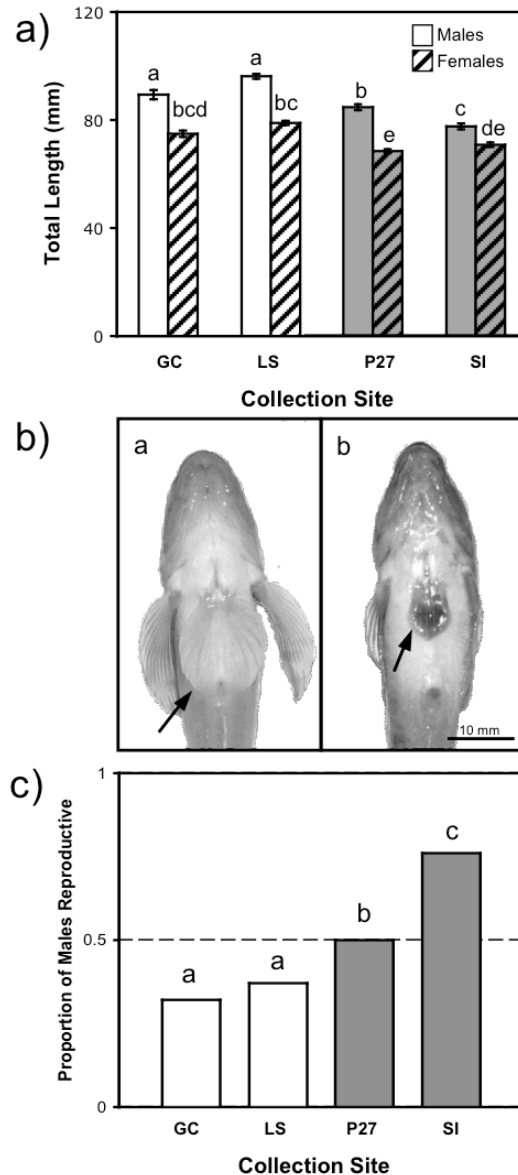 a)
Total Length (mm)
120
80
40
0
Males
Females
a
bcd
a
bc
b
e
c
de
GC LS P27 SI
Collection Site
b)
a
b
10 mm
c)
Proportion of Males Reproductive
1
0.5
0
a
a
b
c
GC LS P27 SI
Collection Site